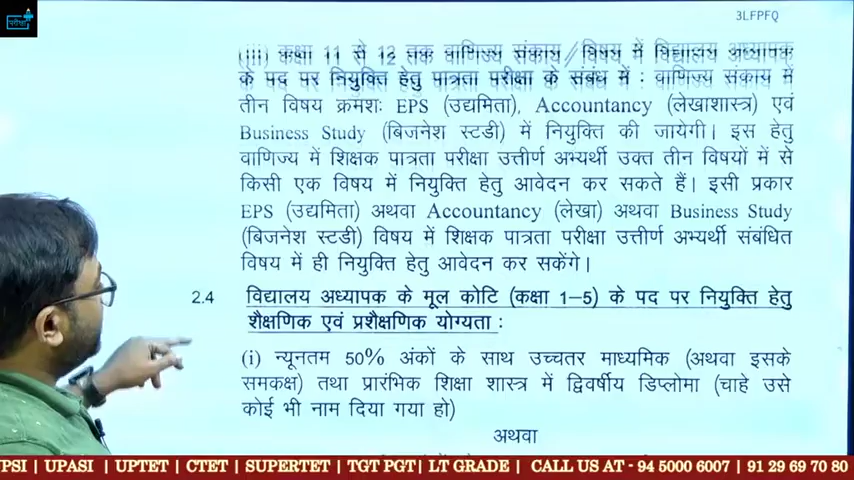 परीक्षा
3LFPFQ
(iii) कक्षा 11 से 12 तक वाणिज्य संकाय/विषय में विद्यालय अध्यापक
के पद पर नियुक्ति हेतु पात्रता परीक्षा के संबंध में : वाणिज्य संकाय में
तीन विषय क्रमशः EPS (उद्यमिता), Accountancy (लेखाशास्त्र) एवं
Business Study (बिजनेश स्टडी) में नियुक्ति की जायेगी। इस हेतु
वाणिज्य में शिक्षक पात्रता परीक्षा उत्तीर्ण अभ्यर्थी उक्त तीन विषयों में से
किसी एक विषय में नियुक्ति हेतु आवेदन कर सकते हैं। इसी प्रकार
EPS (उद्यमिता) अथवा Accountancy (लेखा) अथवा Business Study
(बिजनेश स्टडी) विषय में शिक्षक पात्रता परीक्षा उत्तीर्ण अभ्यर्थी संबंधित
विषय में ही नियुक्ति हेतु आवेदन कर सकेंगे।
2.4 विद्यालय अध्यापक के मूल कोटि (कक्षा 1–5) के पद पर नियुक्ति हेतु
शैक्षणिक एवं प्रशैक्षणिक योग्यता :
(i) न्यूनतम 50% अंकों के साथ उच्चतर माध्यमिक (अथवा इसके
समकक्ष) तथा प्रारंभिक शिक्षा शास्त्र में द्विवर्षीय डिप्लोमा (चाहे उसे
कोई भी नाम दिया गया हो)
अथवा
PSI | UPASI | UPTET | CTET | SUPERTET | TGT PGT| LT GRADE | CALL US AT - 94 5000 6007 | 91 29 69 70 80